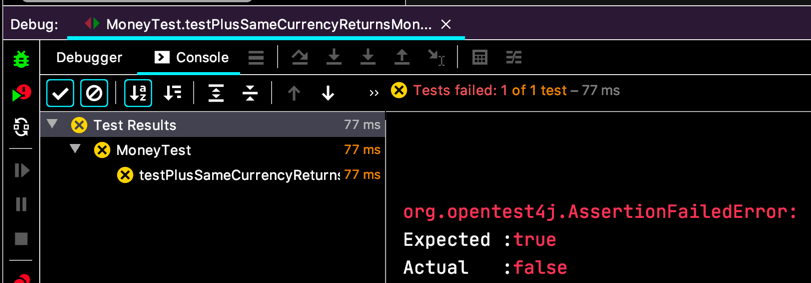 Debug: MoneyTest.testPlusSameCurrencyReturnsMon... ×
Debugger Console
» Tests failed: 1 of 1 test – 77 ms
Test Results 77 ms
MoneyTest 77 ms
testPlusSameCurrencyReturns 77 ms
org.opentest4j.AssertionFailedError:
Expected :true
Actual :false